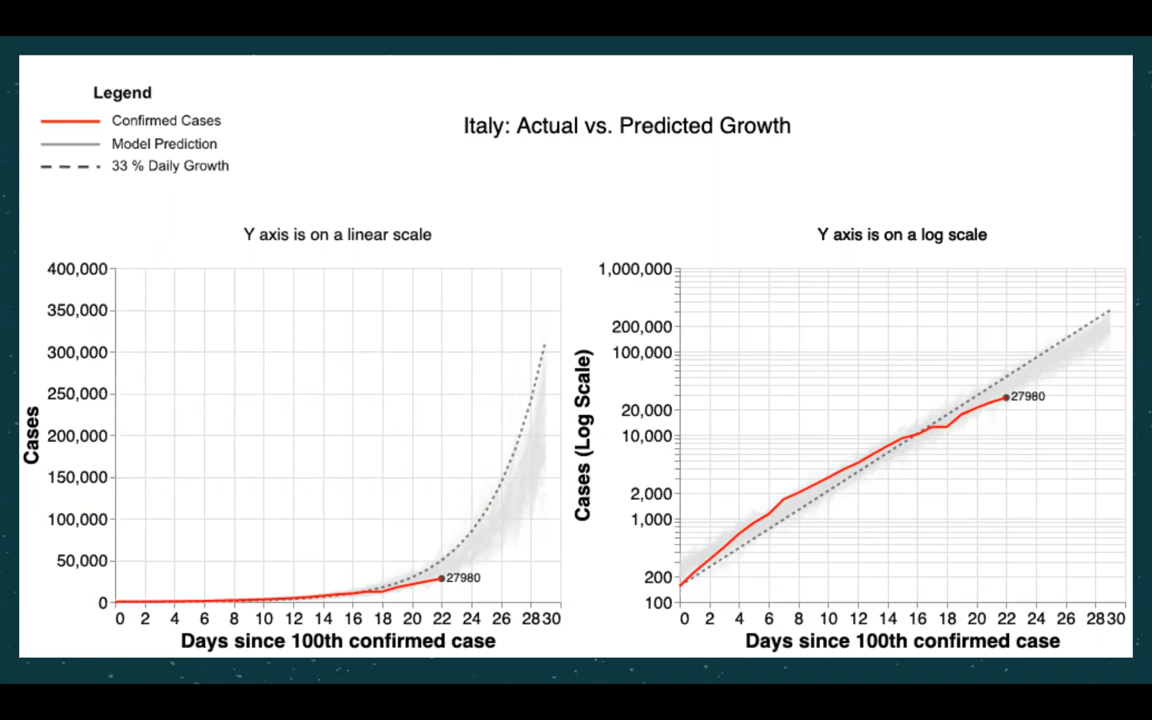 Legend
Confirmed Cases
Model Prediction
33 % Daily Growth
Italy: Actual vs. Predicted Growth
Y axis is on a linear scale
400,000
350,000
300,000
250,000
200,000
150,000
100,000
50,000
0
Cases
27980
0 2 4 6 8 10 12 14 16 18 20 22 24 26 28 30
Days since 100th confirmed case
Y axis is on a log scale
1,000,000
200,000
100,000
20,000
10,000
2,000
1,000
200
100
Cases (Log Scale)
27980
0 2 4 6 8 10 12 14 16 18 20 22 24 26 28 30
Days since 100th confirmed case